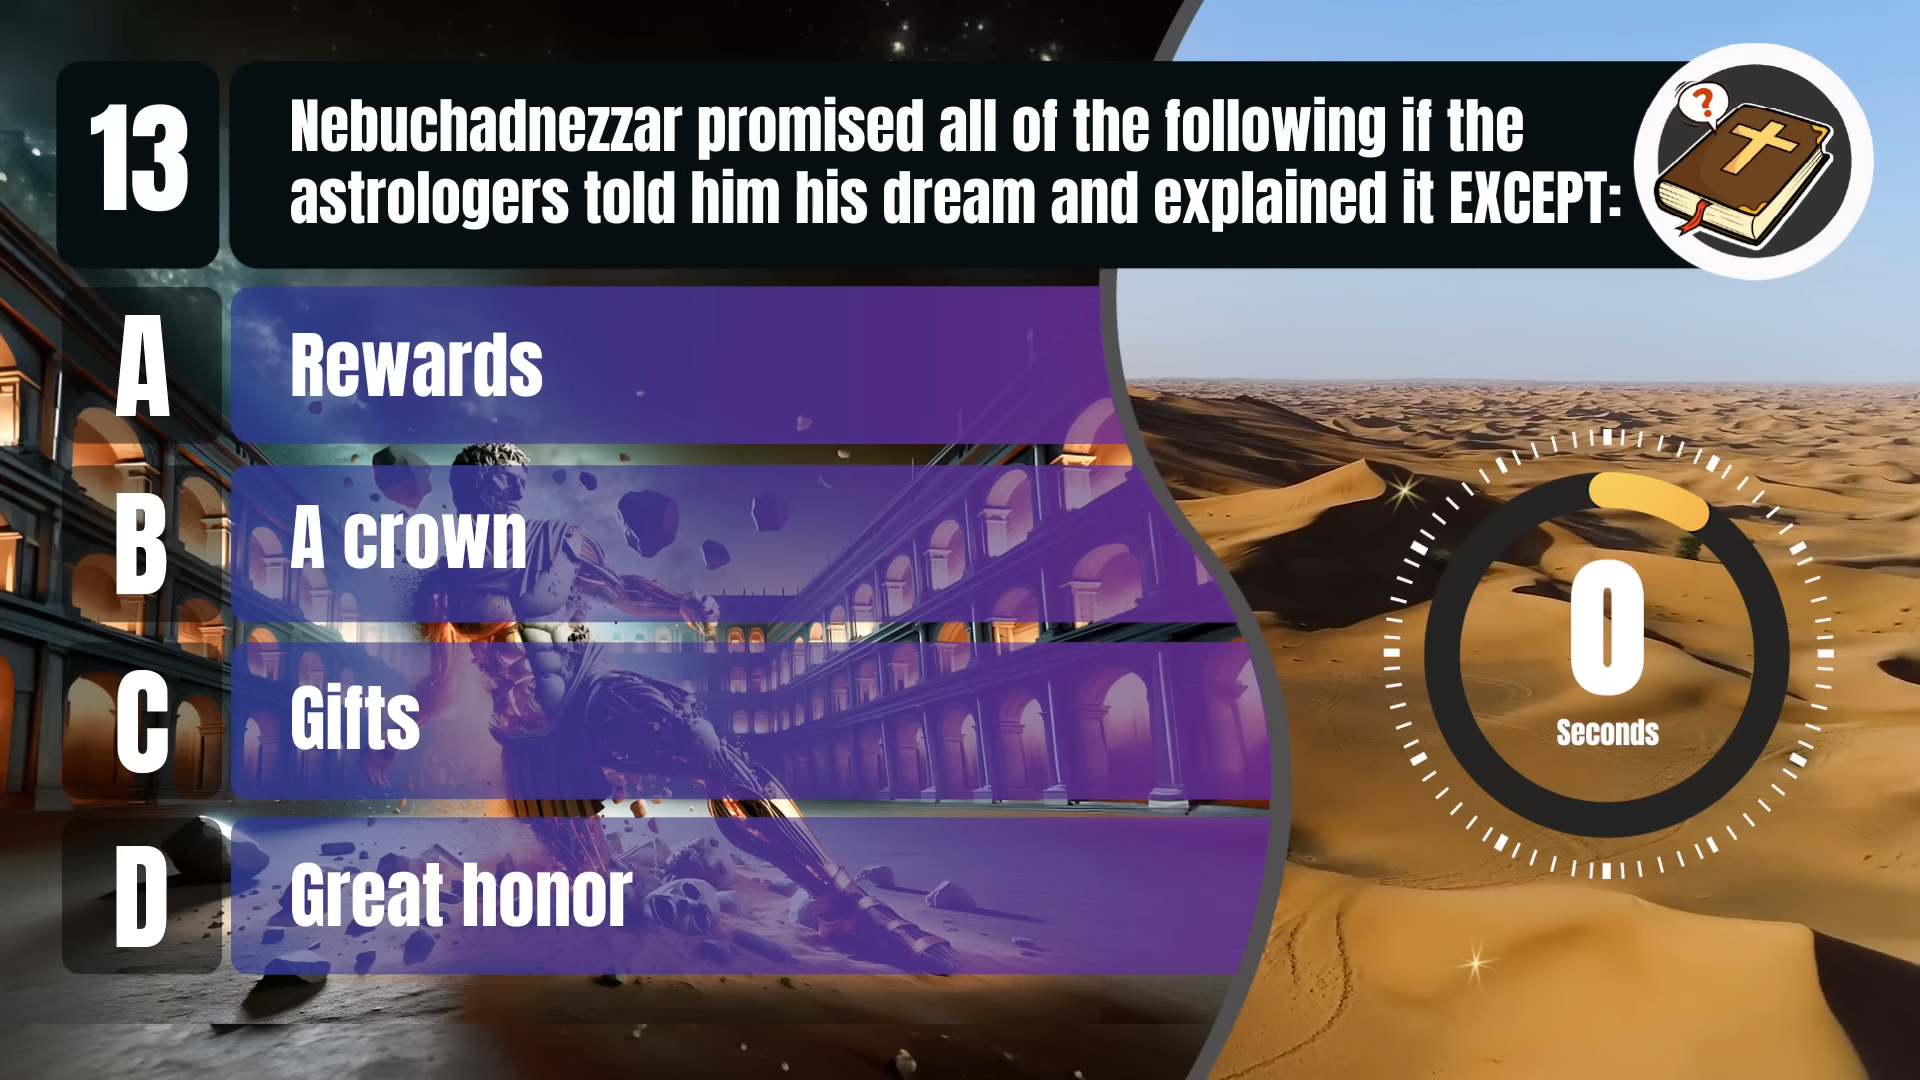 13
Nebuchadnezzar promised all of the following if the
astrologers told him his dream and explained it EXCEPT:
?
A
Rewards
B
A crown
C
Gifts
D
Great honor
0
Seconds